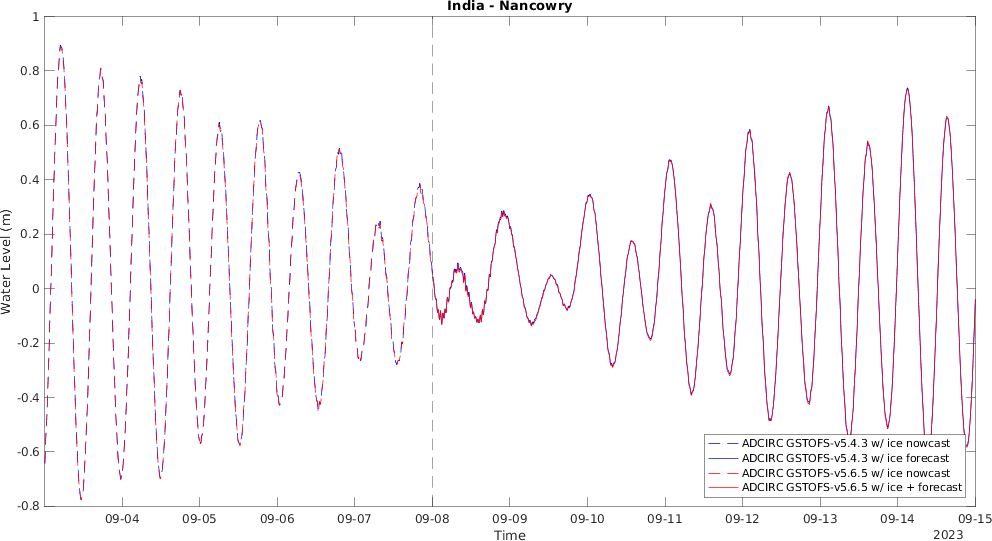 India - Nancowry
1
0.8
0.6
0.4
0.2
0
-0.2
-0.4
-0.6
-0.8
Water Level (m)
ADCIRC GSTOFS-v5.4.3 w/ ice nowcast
ADCIRC GSTOFS-v5.4.3 w/ ice forecast
ADCIRC GSTOFS-v5.6.5 w/ ice nowcast
ADCIRC GSTOFS-v5.6.5 w/ ice + forecast
09-04 09-05 09-06 09-07 09-08 09-09 09-10 09-11 09-12 09-13 09-14 09-15
Time
2023